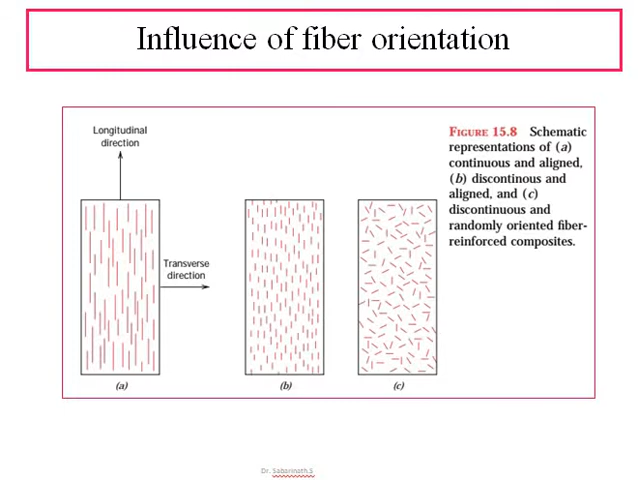 Influence of fiber orientation
Longitudinal
direction
Transverse
direction
(a)
(b)
(c)
FIGURE 15.8 Schematic
representations of (a)
continuous and aligned,
(b) discontinous and
aligned, and (c)
discontinuous and
randomly oriented fiber-
reinforced composites.
Dr. Sabarinath.S